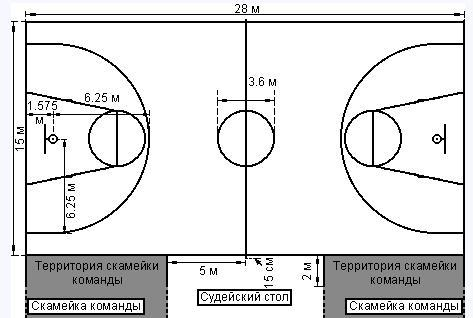 28 м
1.575
м
6.25 м
3.6 м
15 м
6.25 м
5 м
15 см
2 м
Территория скамейки
команды
Территория скамейки
команды
Скамейка команды
Судейский стол
Скамейка команды